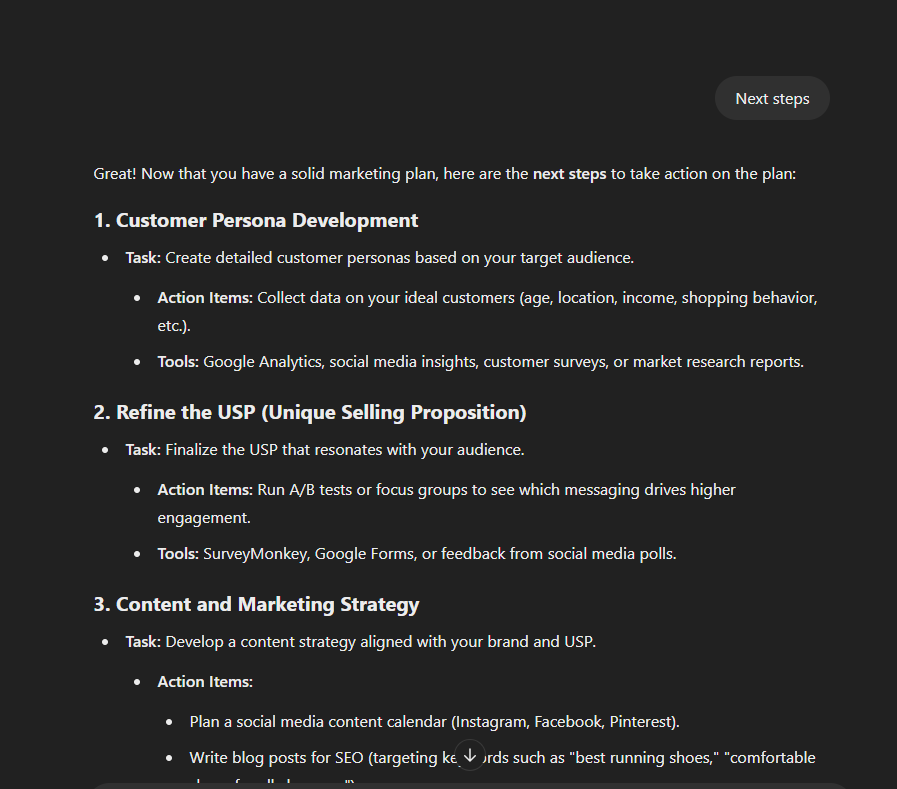 Next steps
Great! Now that you have a solid marketing plan, here are the next steps to take action on the plan:
1. Customer Persona Development
Task: Create detailed customer personas based on your target audience.
Action Items: Collect data on your ideal customers (age, location, income, shopping behavior,
etc.).
Tools: Google Analytics, social media insights, customer surveys, or market research reports.
2. Refine the USP (Unique Selling Proposition)
Task: Finalize the USP that resonates with your audience.
Action Items: Run A/B tests or focus groups to see which messaging drives higher
engagement.
Tools: SurveyMonkey, Google Forms, or feedback from social media polls.
3. Content and Marketing Strategy
Task: Develop a content strategy aligned with your brand and USP.
Action Items:
Plan a social media content calendar (Instagram, Facebook, Pinterest).
Write blog posts for SEO (targeting keywords such as "best running shoes," "comfortable